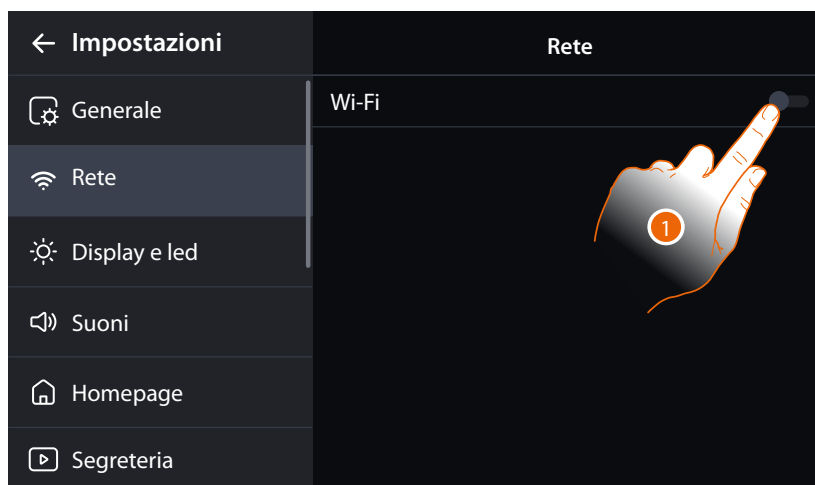 Impostazioni
Rete
Generale
Wi-Fi
Rete
Display e led
Suoni
Homepage
Segreteria
1